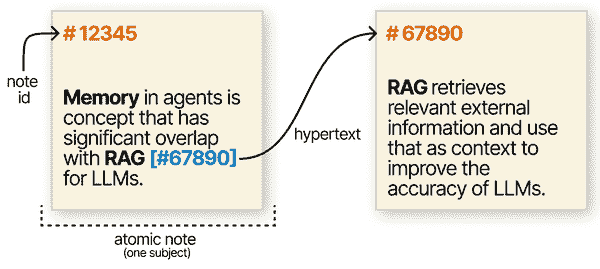 # 12345
note
id
Memory in agents is
concept that has
significant overlap
with RAG [#67890]
for LLMs.
atomic note
(one subject)
hypertext
# 67890
RAG retrieves
relevant external
information and use
that as context to
improve the
accuracy of LLMs.